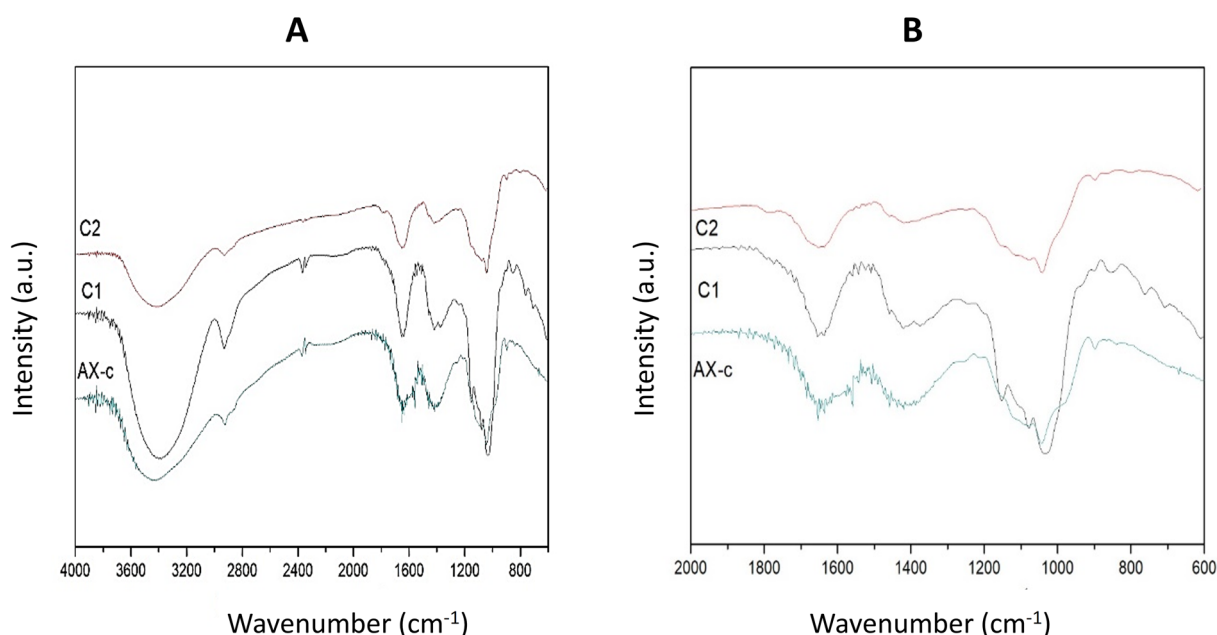 A
Intensity (a.u.)
C2
C1
AX-c
4000 3600 3200 2800 2400 2000 1600 1200 800
Wavenumber (cm-1)
B
Intensity (a.u.)
C2
C1
AX-c
2000 1800 1600 1400 1200 1000 800 600
Wavenumber (cm-1)